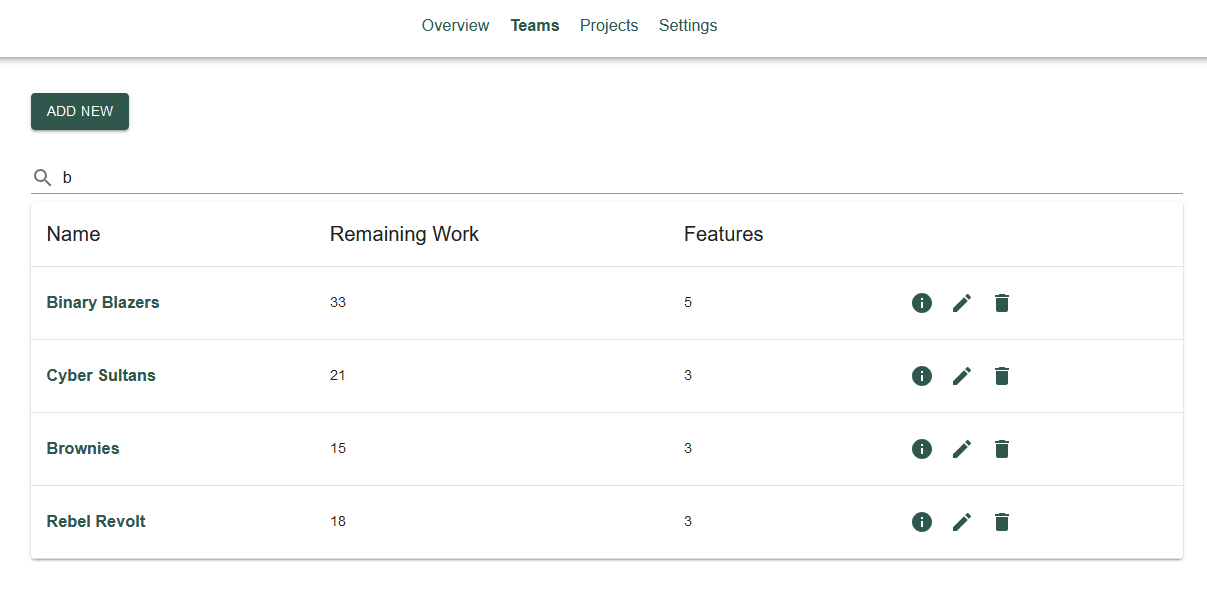 Overview Teams Projects Settings
ADD NEW
b
Name Remaining Work Features
Binary Blazers 33 5
Cyber Sultans 21 3
Brownies 15 3
Rebel Revolt 18 3